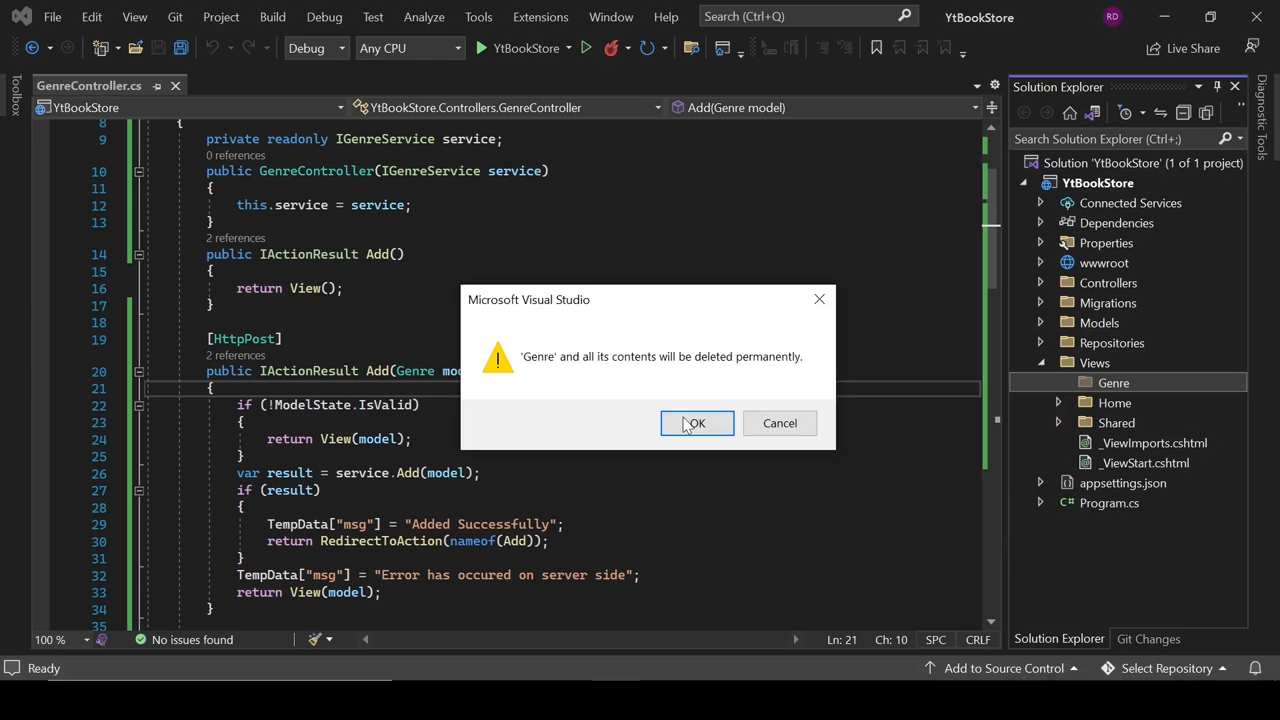 File Edit View Git Project Build Debug Test Analyze Tools Extensions Window Help Search (Ctrl+Q) YtBookStore RD
Debug Any CPU YtBookStore Live Share
Toolbox
GenreController.cs
YtBookStore YtBookStore.Controllers.GenreController Add(Genre model)
8 {
9 private readonly IGenreService service;
0 references
10 public GenreController(IGenreService service)
11 {
12 this.service = service;
13 }
2 references
14 public IActionResult Add()
15 {
16 return View();
17 }
18
19 [HttpPost]
2 references
20 public IActionResult Add(Genre mo
21 {
22 if (!ModelState.IsValid)
23 {
24 return View(model);
25 }
26 var result = service.Add(model);
27 if (result)
28 {
29 TempData["msg"] = "Added Successfully";
30 return RedirectToAction(nameof(Add));
31 }
32 TempData["msg"] = "Error has occured on server side";
33 return View(model);
34 }
35
Microsoft Visual Studio
'Genre' and all its contents will be deleted permanently.
OK Cancel
Solution Explorer
Search Solution Explorer (Ctrl+;)
Solution 'YtBookStore' (1 of 1 project)
YtBookStore
Connected Services
Dependencies
Properties
wwwroot
Controllers
Migrations
Models
Repositories
Views
Genre
Home
Shared
_ViewImports.cshtml
_ViewStart.cshtml
appsettings.json
Program.cs
Solution Explorer Git Changes
Diagnostic Tools
100 % No issues found Ln: 21 Ch: 10 SPC CRLF
Ready Add to Source Control Select Repository